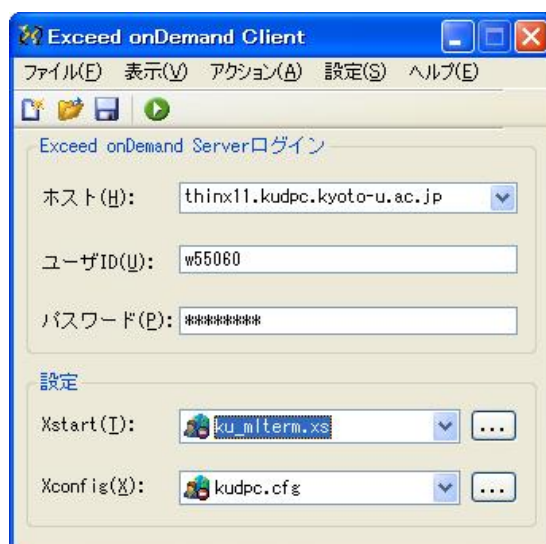 Exceed onDemand Client
ファイル(F) 表示(V) アクション(A) 設定(S) ヘルプ(E)
Exceed onDemand Serverログイン
ホスト(H): thinx11.kudpc.kyoto-u.ac.jp
ユーザID(U): w55060
パスワード(P): ********
設定
Xstart(T): ku_mlterm.xs ...
Xconfig(X): kudpc.cfg ...